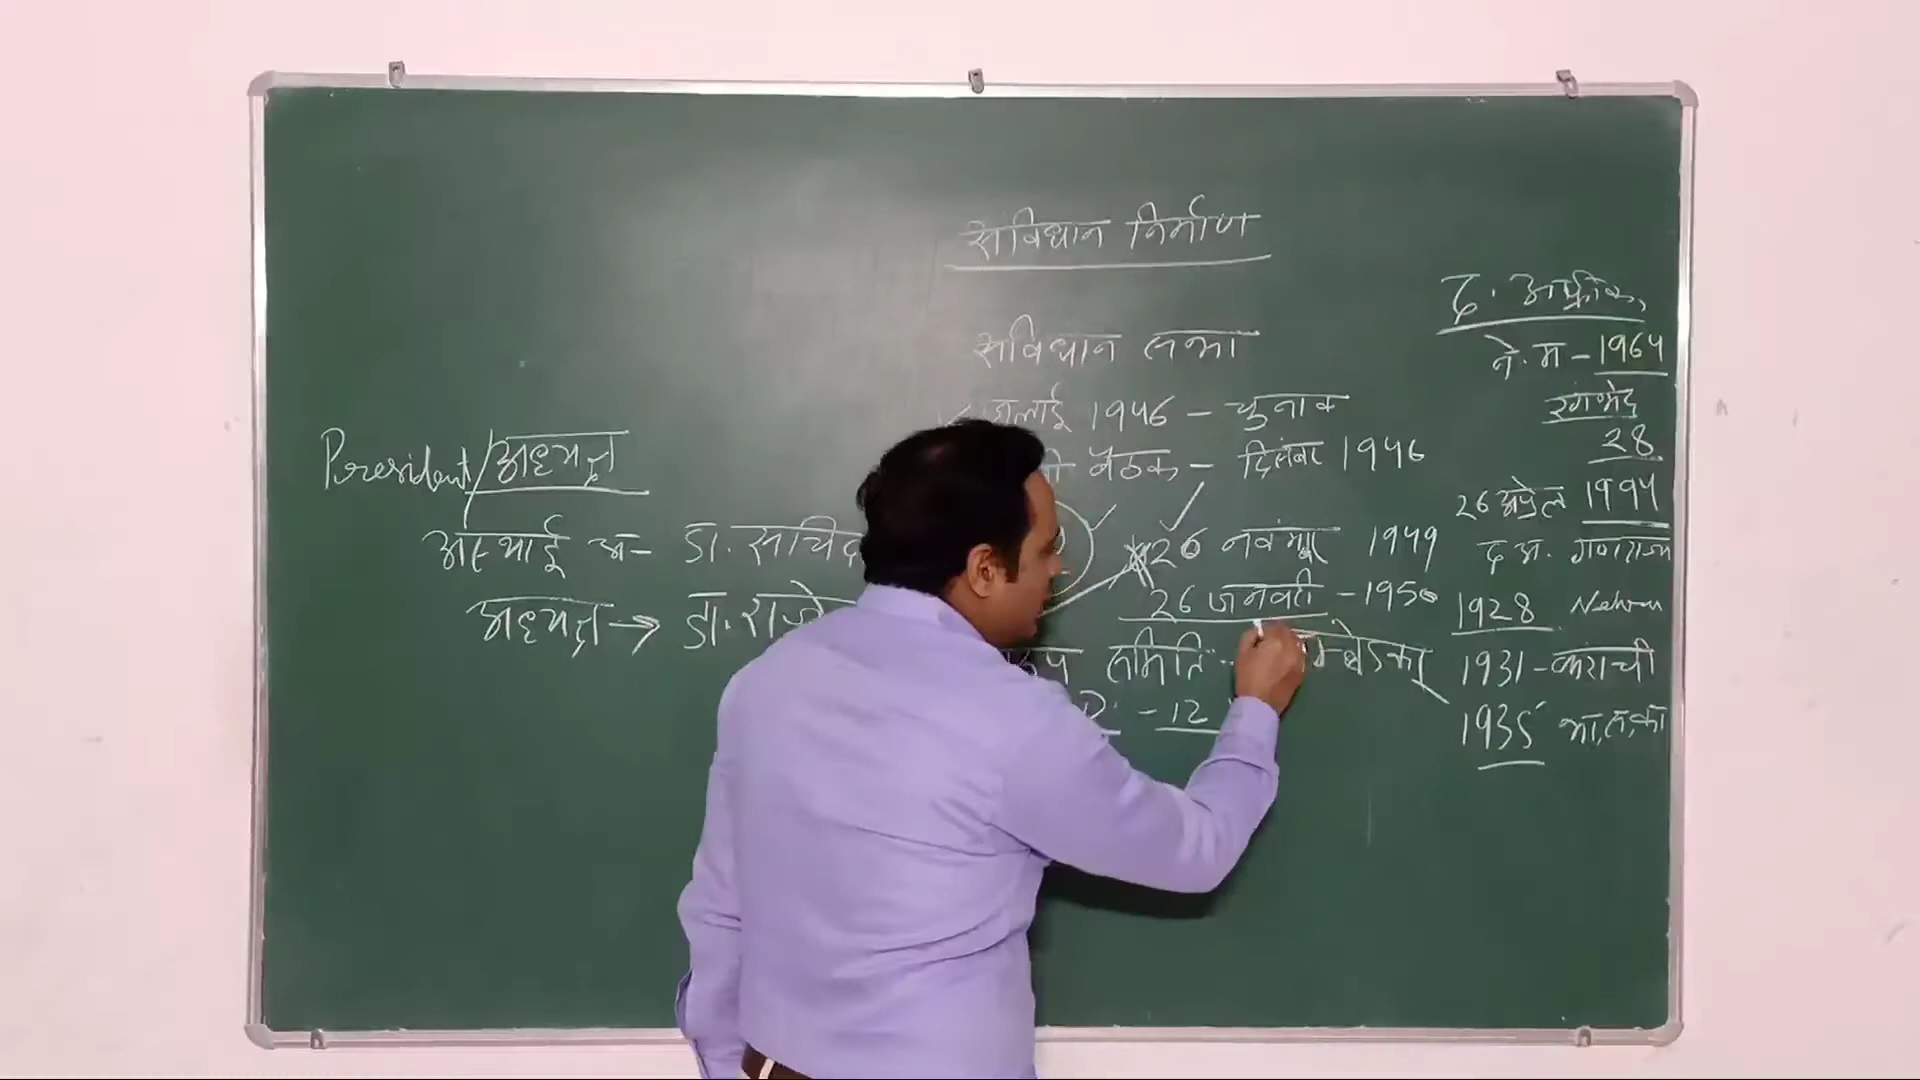 संविधान निर्माण
संविधान सभा
जुलाई 1946 - चुनाव
बैठक - दिसंबर 1946
26 नवम्बर 1949
26 जनवरी - 1950
समिति
- 12
President/अध्यक्ष
अस्थाई अ- डा. सचिद
अध्यक्ष → डा. राजे
द. अफ्रीका
ने. म - 1964
रंगभेद
28
26 अप्रैल 1994
द अ. गणराज्य
1928 Nehru
1931 - कराची
1935